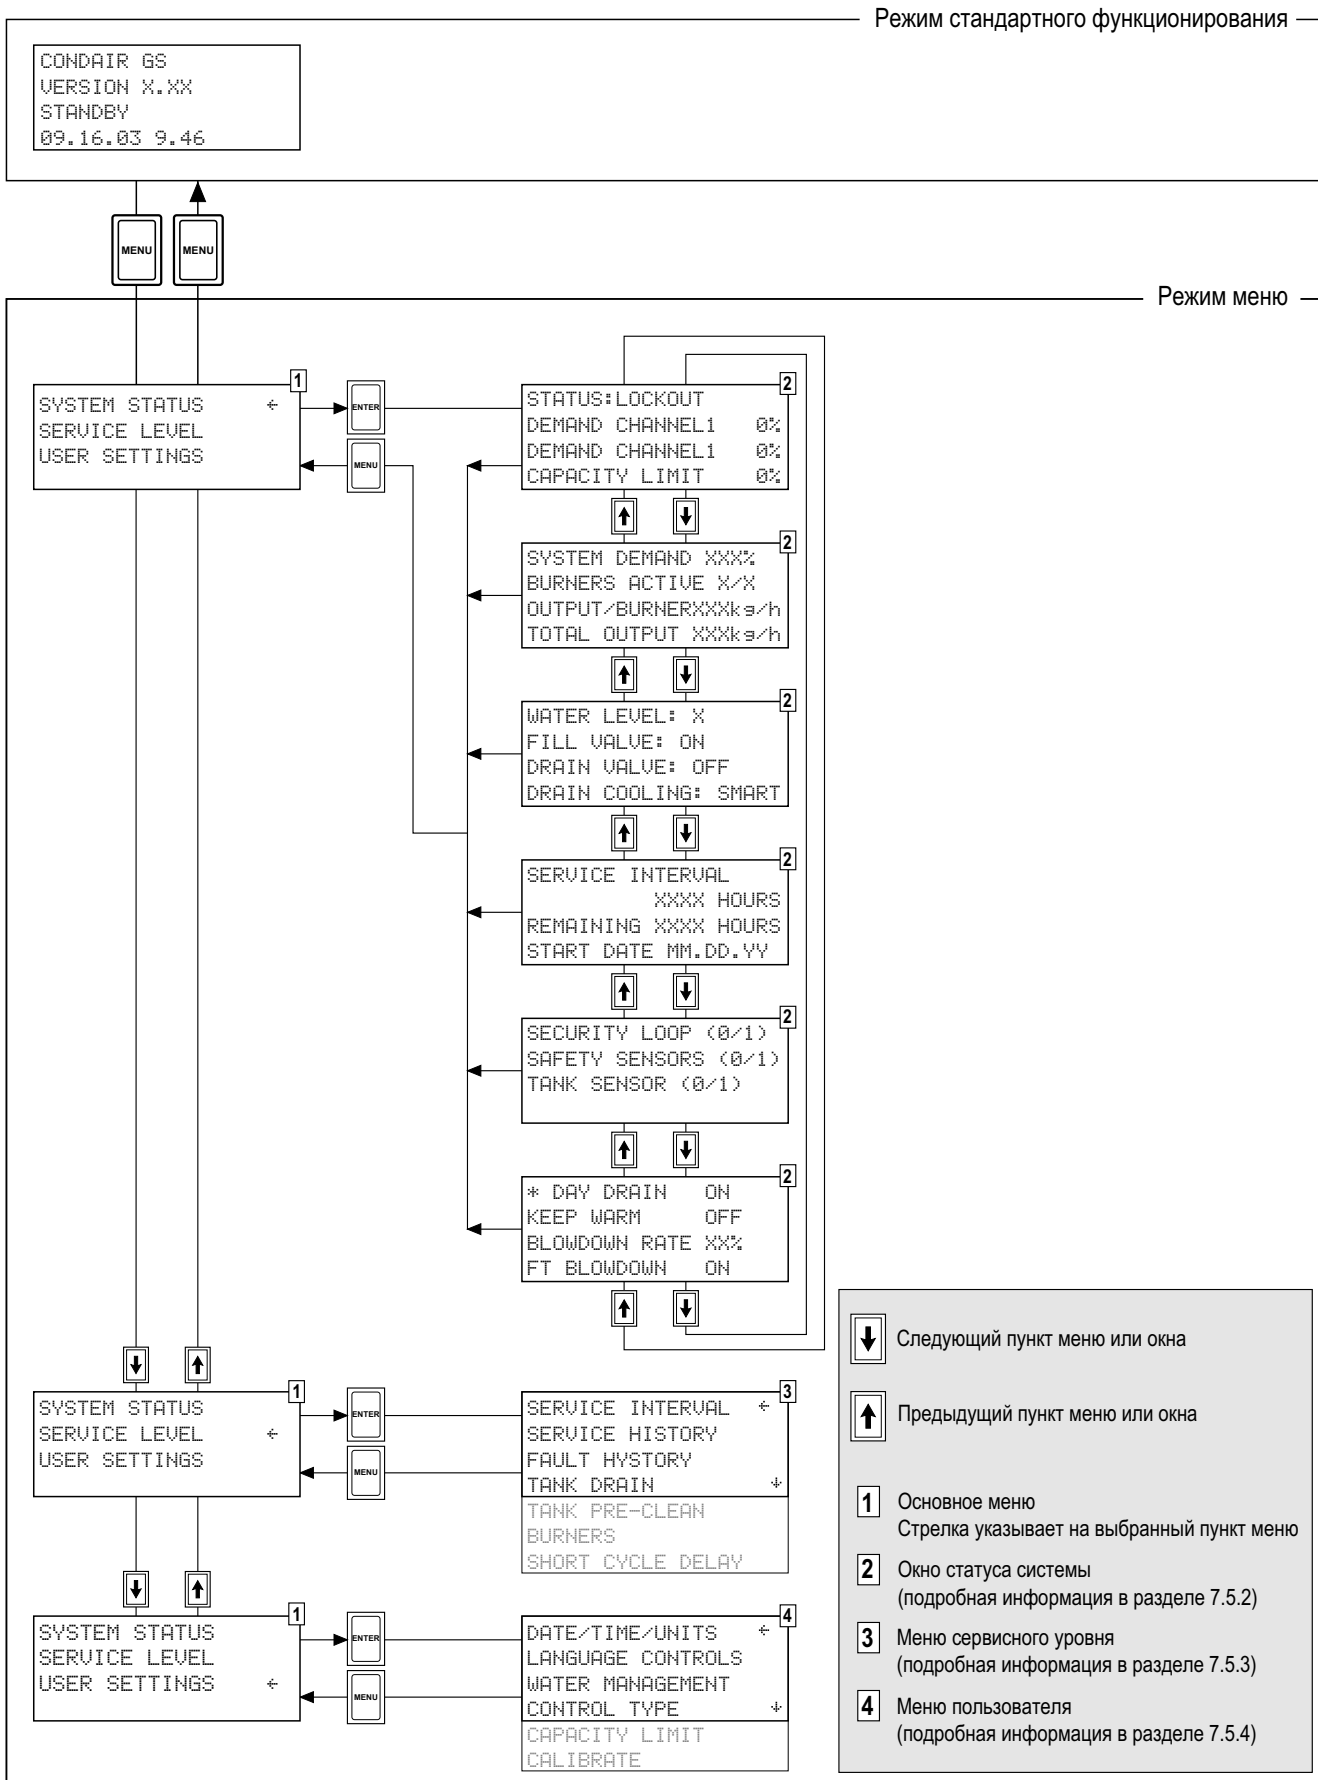 Режим стандартного функционирования
CONDAIR GS
VERSION X.XX
STANDBY
09.16.03 9.46
MENU
MENU
Режим меню
1
SYSTEM STATUS ←
SERVICE LEVEL
USER SETTINGS
ENTER
MENU
2
STATUS:LOCKOUT
DEMAND CHANNEL1 0%
DEMAND CHANNEL1 0%
CAPACITY LIMIT 0%
2
SYSTEM DEMAND XXX%
BURNERS ACTIVE X/X
OUTPUT/BURNERXXXkg/h
TOTAL OUTPUT XXXkg/h
2
WATER LEVEL: X
FILL VALVE: ON
DRAIN VALVE: OFF
DRAIN COOLING: SMART
2
SERVICE INTERVAL
XXXX HOURS
REMAINING XXXX HOURS
START DATE MM.DD.YY
2
SECURITY LOOP (0/1)
SAFETY SENSORS (0/1)
TANK SENSOR (0/1)
2
* DAY DRAIN ON
KEEP WARM OFF
BLOWDOWN RATE XX%
FT BLOWDOWN ON
1
SYSTEM STATUS
SERVICE LEVEL ←
USER SETTINGS
ENTER
MENU
3
SERVICE INTERVAL ←
SERVICE HISTORY
FAULT HYSTORY
TANK DRAIN ↓
TANK PRE-CLEAN
BURNERS
SHORT CYCLE DELAY
1
SYSTEM STATUS
SERVICE LEVEL
USER SETTINGS ←
ENTER
MENU
4
DATE/TIME/UNITS ←
LANGUAGE CONTROLS
WATER MANAGEMENT
CONTROL TYPE ↓
CAPACITY LIMIT
CALIBRATE
Следующий пункт меню или окна
Предыдущий пункт меню или окна
1 Основное меню
Стрелка указывает на выбранный пункт меню
2 Окно статуса системы
(подробная информация в разделе 7.5.2)
3 Меню сервисного уровня
(подробная информация в разделе 7.5.3)
4 Меню пользователя
(подробная информация в разделе 7.5.4)